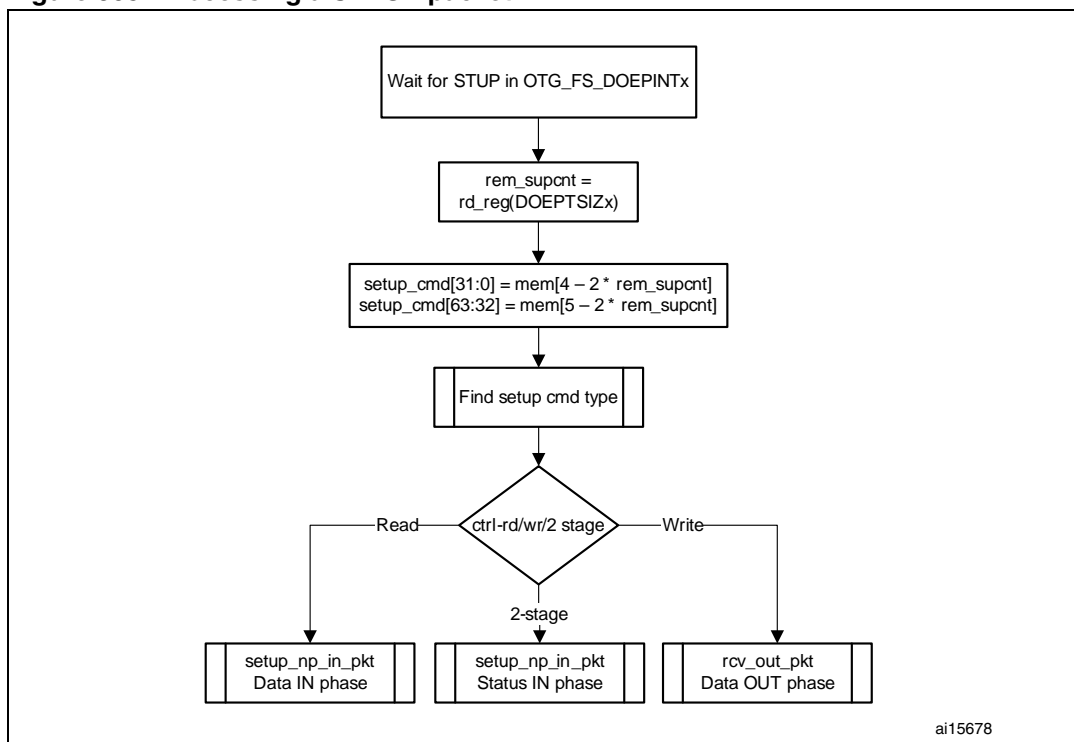 Wait for STUP in OTG_FS_DOEPINTx
rem_supcnt =
rd_reg(DOEPTSIZx)
setup_cmd[31:0] = mem[4 – 2 * rem_supcnt]
setup_cmd[63:32] = mem[5 – 2 * rem_supcnt]
Find setup cmd type
ctrl-rd/wr/2 stage
Read
Write
2-stage
setup_np_in_pkt
Data IN phase
setup_np_in_pkt
Status IN phase
rcv_out_pkt
Data OUT phase
ai15678